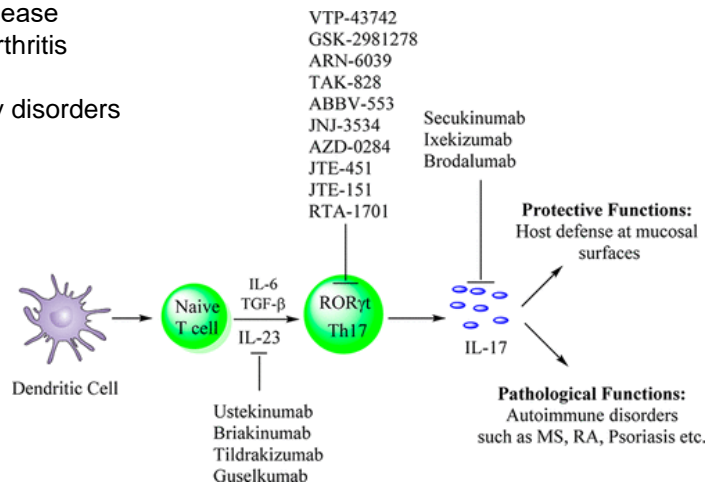 ease
rthritis
y disorders
VTP-43742
GSK-2981278
ARN-6039
TAK-828
ABBV-553
JNJ-3534
AZD-0284
JTE-451
JTE-151
RTA-1701
Secukinumab
Ixekizumab
Brodalumab
Protective Functions:
Host defense at mucosal
surfaces
Dendritic Cell
Naive
T cell
IL-6
TGF-β
IL-23
RORγt
Th17
IL-17
Ustekinumab
Briakinumab
Tildrakizumab
Guselkumab
Pathological Functions:
Autoimmune disorders
such as MS, RA, Psoriasis etc.